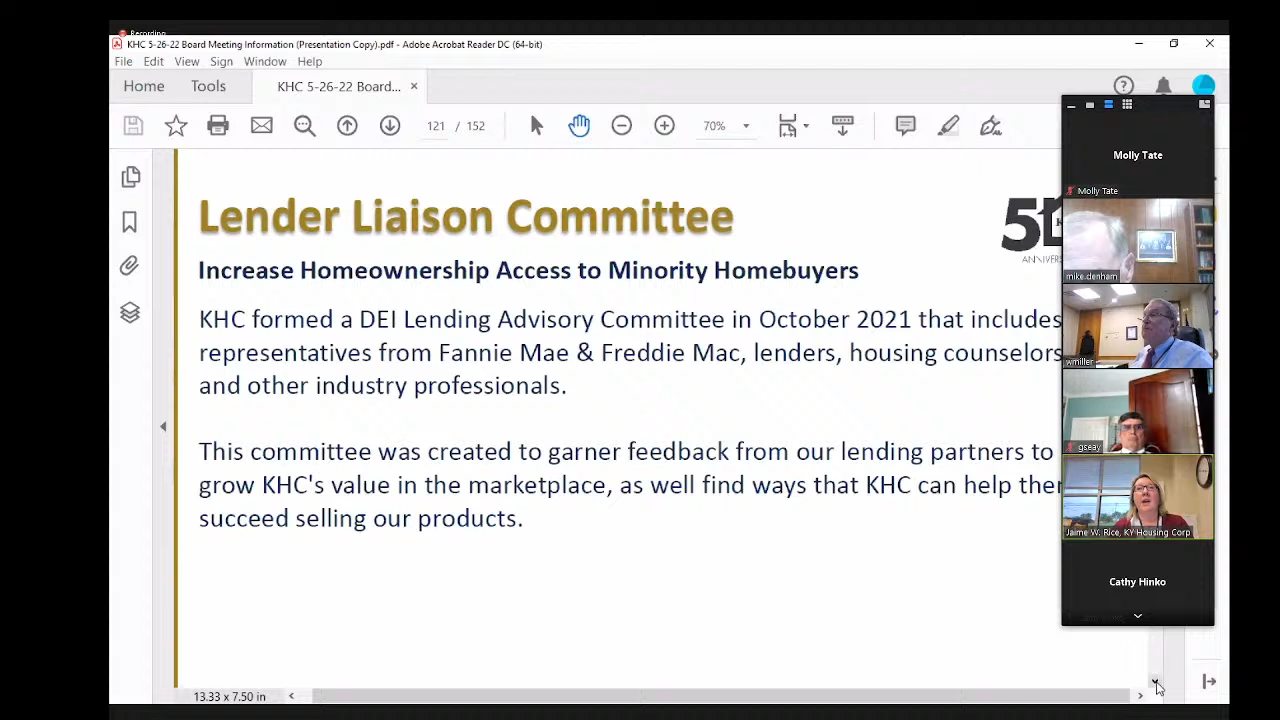 Recording
KHC 5-26-22 Board Meeting Information (Presentation Copy).pdf - Adobe Acrobat Reader DC (64-bit)
File Edit View Sign Window Help
Home Tools KHC 5-26-22 Board... ×
121 / 152 70%
Lender Liaison Committee
Increase Homeownership Access to Minority Homebuyers
KHC formed a DEI Lending Advisory Committee in October 2021 that includes
representatives from Fannie Mae & Freddie Mac, lenders, housing counselors
and other industry professionals.
This committee was created to garner feedback from our lending partners to
grow KHC's value in the marketplace, as well find ways that KHC can help
succeed selling our products.
5
K
Molly Tate
Molly Tate
mike.denham
wmiller
gseay
Jaime W. Rice, KY Housing Corp
Cathy Hinko
13.33 x 7.50 in